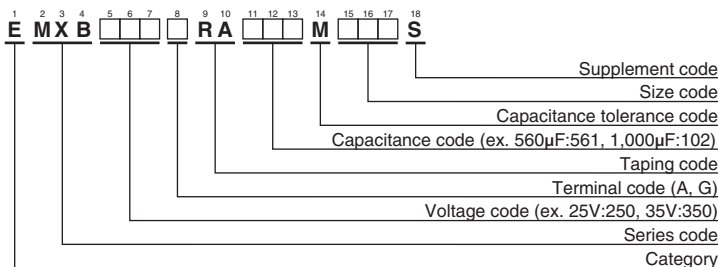 1 2 3 4 5 6 7 8 9 10 11 12 13 14 15 16 17 18
E M X B □□□ □ R A □□□ M □□□ S
Supplement code
Size code
Capacitance tolerance code
Capacitance code (ex. 560µF:561, 1,000µF:102)
Taping code
Terminal code (A, G)
Voltage code (ex. 25V:250, 35V:350)
Series code
Category